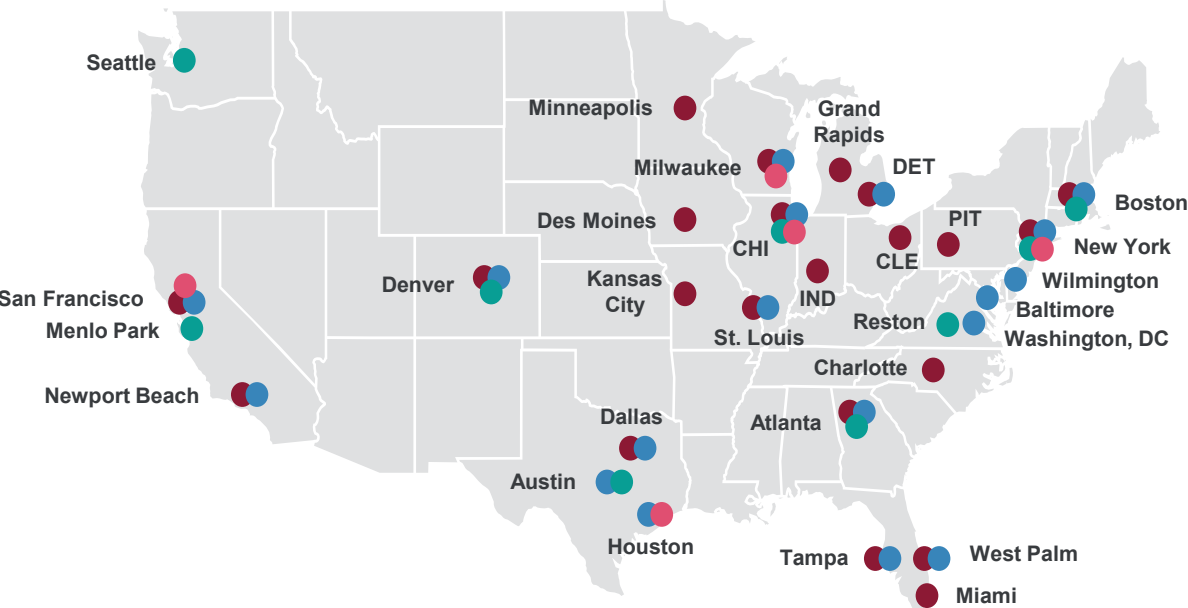 Seattle
Minneapolis
Grand
Rapids
Milwaukee
DET
Boston
Des Moines
PIT
CHI
New York
CLE
Denver
Kansas
City
IND
Wilmington
San Francisco
Baltimore
Menlo Park
Reston
St. Louis
Washington, DC
Charlotte
Newport Beach
Dallas
Atlanta
Austin
Houston
Tampa
West Palm
Miami